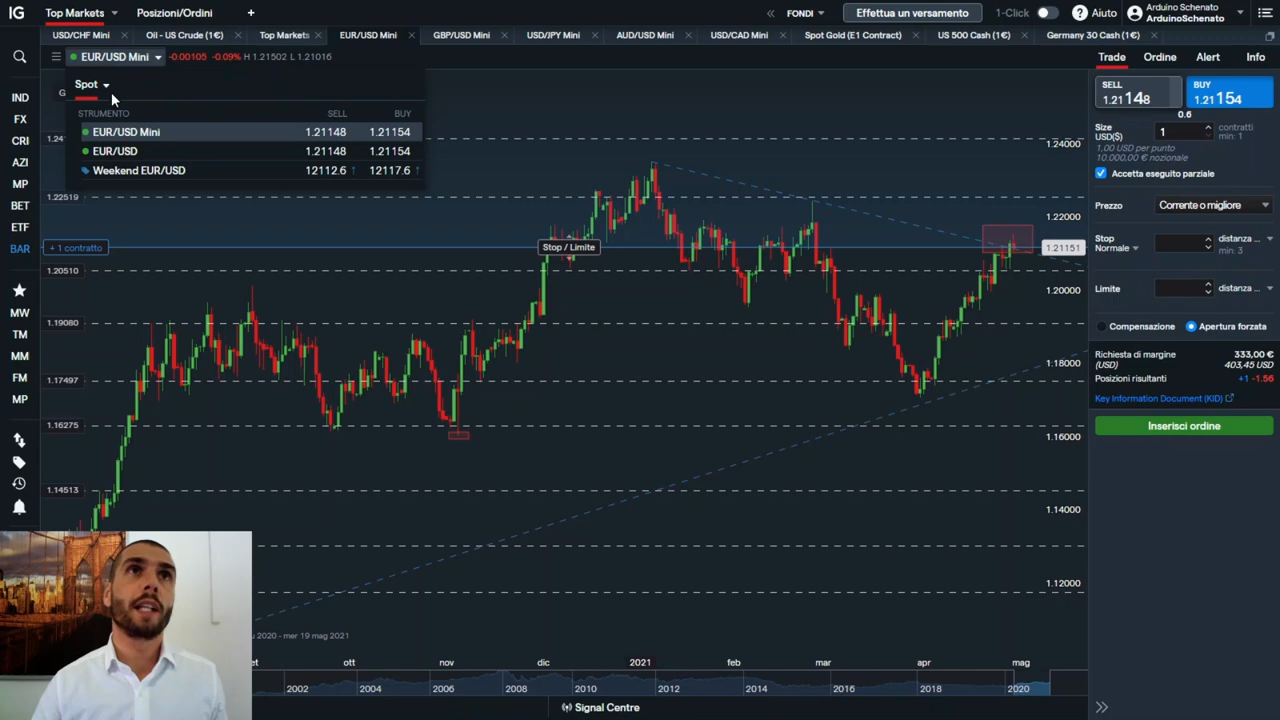 IG
Top Markets
Posizioni/Ordini
+
«
FONDI
Effettua un versamento
1-Click
Aiuto
Arduino Schenato
ArduinoSchenato
USD/CHF Mini
Oil - US Crude (1€)
Top Markets
EUR/USD Mini
GBP/USD Mini
USD/JPY Mini
AUD/USD Mini
USD/CAD Mini
Spot Gold (E1 Contract)
US 500 Cash (1€)
Germany 30 Cash (1€)
EUR/USD Mini
-0.00105 -0.09% H 1.21502 L 1.21016
Spot
STRUMENTO SELL BUY
EUR/USD Mini 1.21148 1.21154
EUR/USD 1.21148 1.21154
Weekend EUR/USD 12112.6 12117.6
IND
FX
CRI
AZI
MP
BET
ETF
BAR
MW
TM
MM
FM
MP
1.22519
+ 1 contratto
Stop / Limite
1.20510
1.19080
1.17497
1.16275
1.14513
1.24000
1.22000
1.21151
1.20000
1.18000
1.16000
1.14000
1.12000
2020 - mer 19 mag 2021
ott
nov
dic
2021
feb
mar
apr
mag
2002
2004
2006
2008
2010
2012
2014
2016
2018
2020
Signal Centre
Trade
Ordine
Alert
Info
SELL
1.21148
BUY
1.21154
0.6
Size
USD($)
1
contratti
min: 1
1,00 USD per punto
10.000,00 € nozionale
Accetta eseguito parziale
Prezzo
Corrente o migliore
Stop
Normale
distanza ...
min: 3
Limite
distanza ...
Compensazione
Apertura forzata
Richiesta di margine 333,00 €
(USD) 403,45 USD
Posizioni risultanti +1 -1.56
Key Information Document (KID)
Inserisci ordine